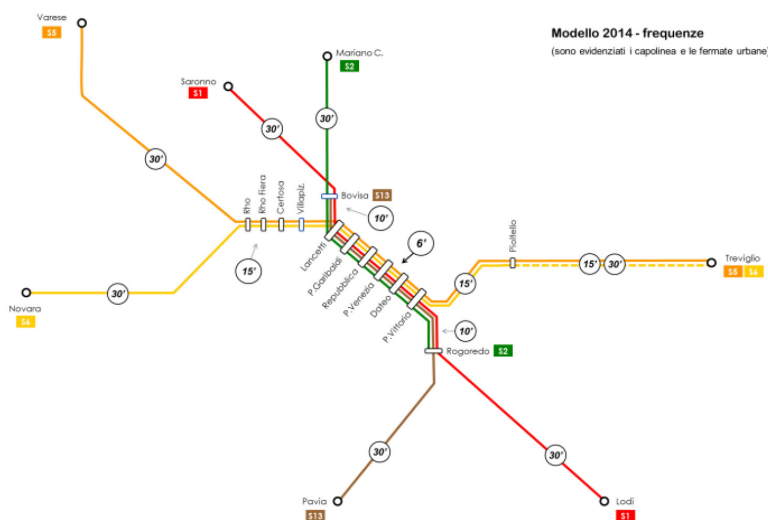 Modello 2014 - frequenze
(sono evidenziati i capolinea e le fermate urbane)
Varese
S5
Mariano C.
S2
Saronno
S1
30'
30'
30'
Rho
Rho Fiera
Certosa
Villapiz.
Bovisa
S13
10'
15'
Lancetti
P.Garibaldi
Repubblica
P.Venezia
Dateo
P.Vittoria
6'
15'
Pioltello
15'
30'
Treviglio
S5
S6
Novara
S6
30'
10'
Rogoredo
S2
30'
30'
Pavia
S13
Lodi
S1